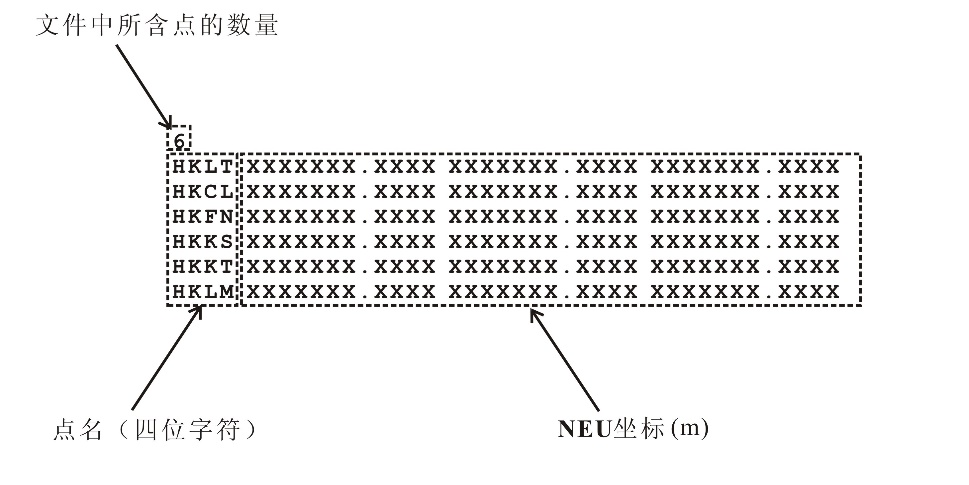 文件中所含点的数量
6
HKLT XXXXXXX.XXXX XXXXXXX.XXXX XXXXXXX.XXXX
HKCL XXXXXXX.XXXX XXXXXXX.XXXX XXXXXXX.XXXX
HKFN XXXXXXX.XXXX XXXXXXX.XXXX XXXXXXX.XXXX
HKKS XXXXXXX.XXXX XXXXXXX.XXXX XXXXXXX.XXXX
HKKT XXXXXXX.XXXX XXXXXXX.XXXX XXXXXXX.XXXX
HKLM XXXXXXX.XXXX XXXXXXX.XXXX XXXXXXX.XXXX
点名（四位字符）
NEU坐标(m)